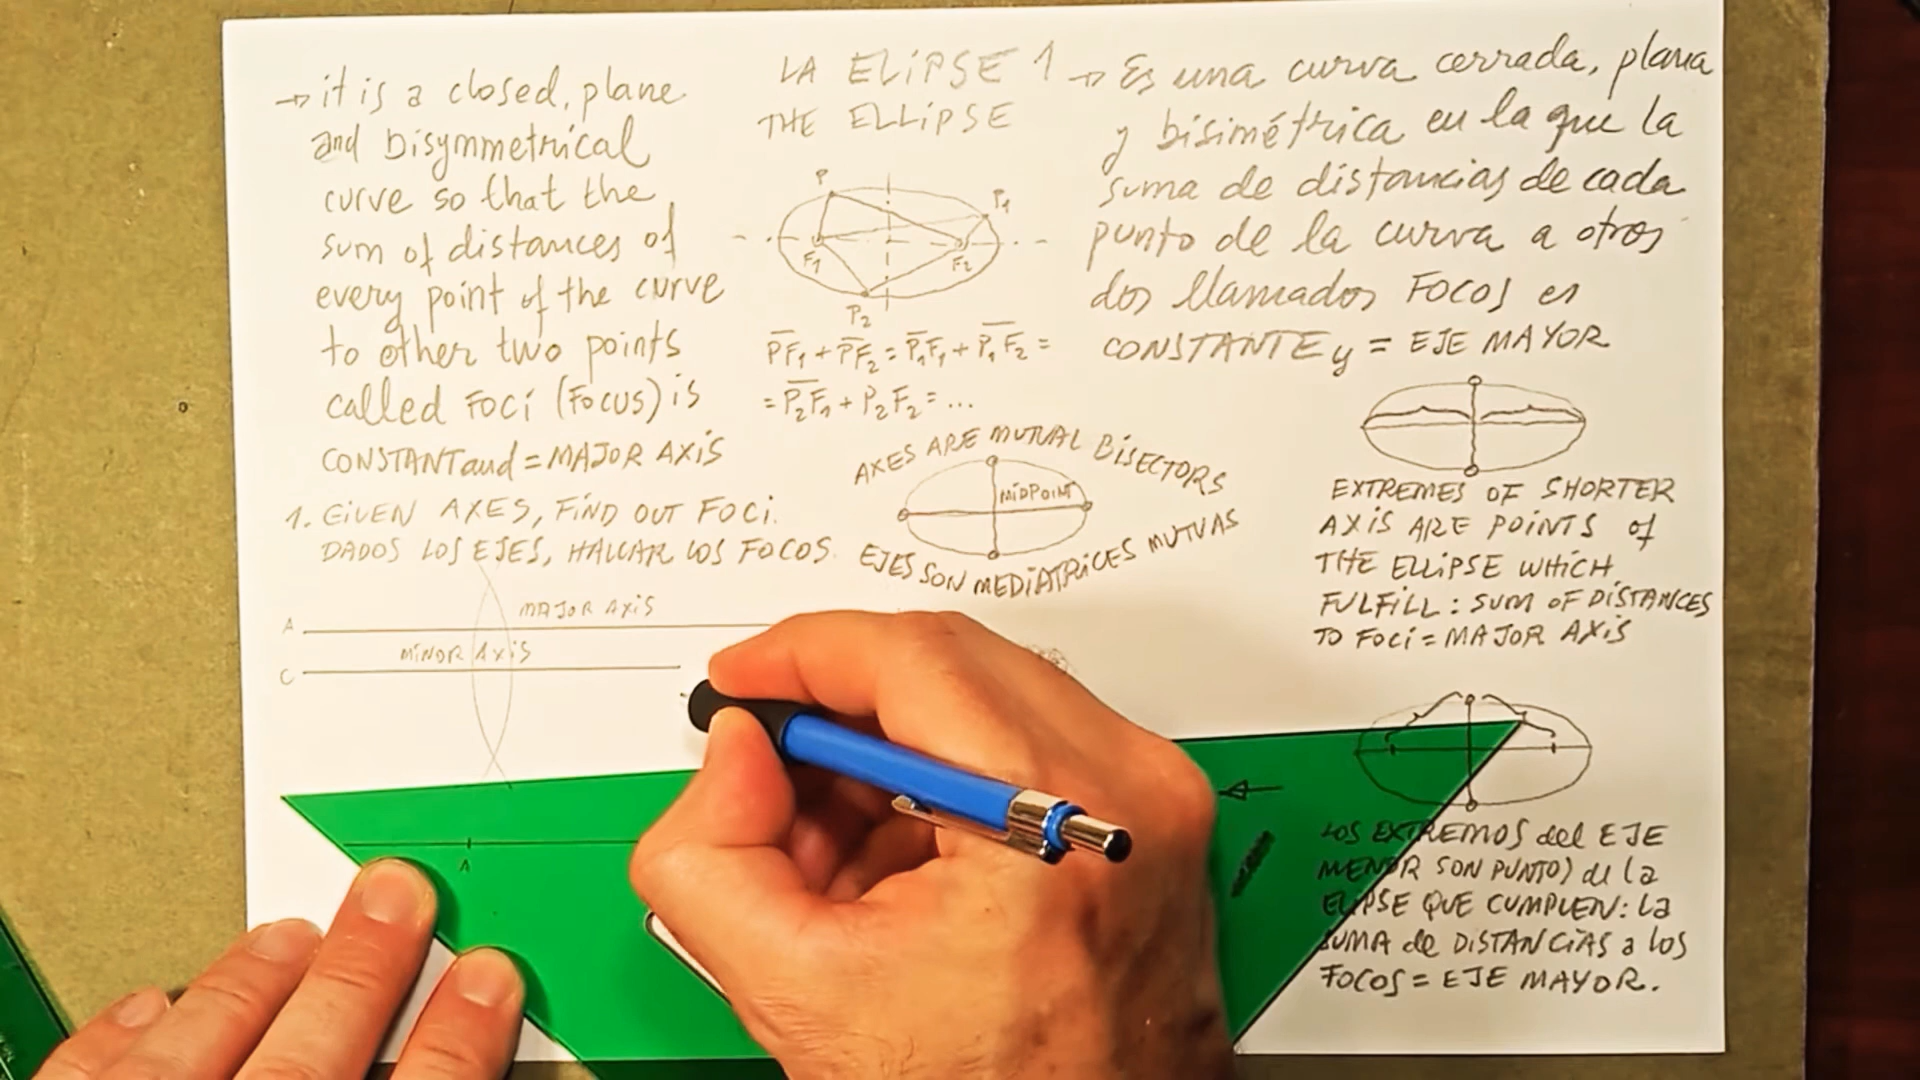 LA ELIPSE 1
THE ELLIPSE
→ it is a closed, plane
and bisymmetrical
curve so that the
sum of distances of
every point of the curve
to other two points
called FOCI (FOCUS) is
CONSTANT and = MAJOR AXIS
→ Es una curva cerrada, plana
y bisimétrica en la que la
suma de distancias de cada
punto de la curva a otros
dos llamados FOCOS es
CONSTANTE y = EJE MAYOR
P
P1
F1
F2
P2
PF1 + PF2 = P1F1 + P1F2 =
= P2F1 + P2F2 = ...
AXES ARE MUTUAL BISECTORS
MIDPOINT
EJES SON MEDIATRICES MUTUAS
1. GIVEN AXES, FIND OUT FOCI.
DADOS LOS EJES, HALLAR LOS FOCOS.
MAJOR AXIS
A
MINOR AXIS
C
A
EXTREMES OF SHORTER
AXIS ARE POINTS of
THE ELLIPSE WHICH
FULFILL: SUM OF DISTANCES
TO FOCI = MAJOR AXIS
LOS EXTREMOS del EJE
MENOR SON PUNTOS de la
ELIPSE QUE CUMPLEN: La
SUMA de DISTANCIAS a los
FOCOS = EJE MAYOR.